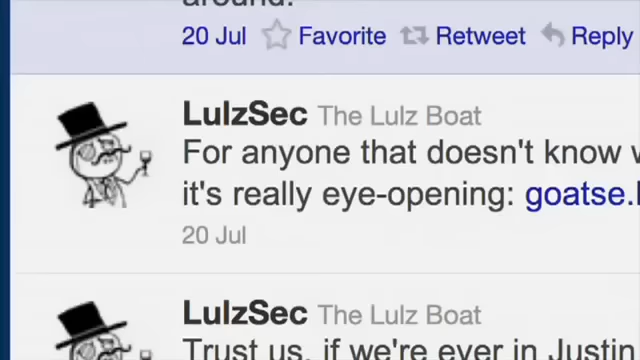 around.
20 Jul Favorite Retweet Reply
LulzSec The Lulz Boat
For anyone that doesn't know
it's really eye-opening: goatse.
20 Jul
LulzSec The Lulz Boat
Trust us, if we're ever in Justin